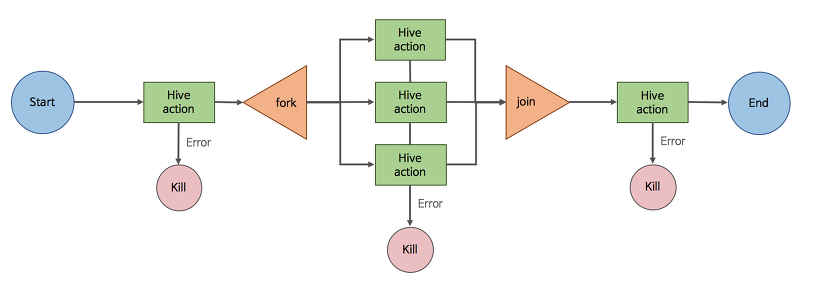 Start
Hive
action
Error
Kill
fork
Hive
action
Hive
action
Hive
action
Error
Kill
join
Hive
action
Error
Kill
End